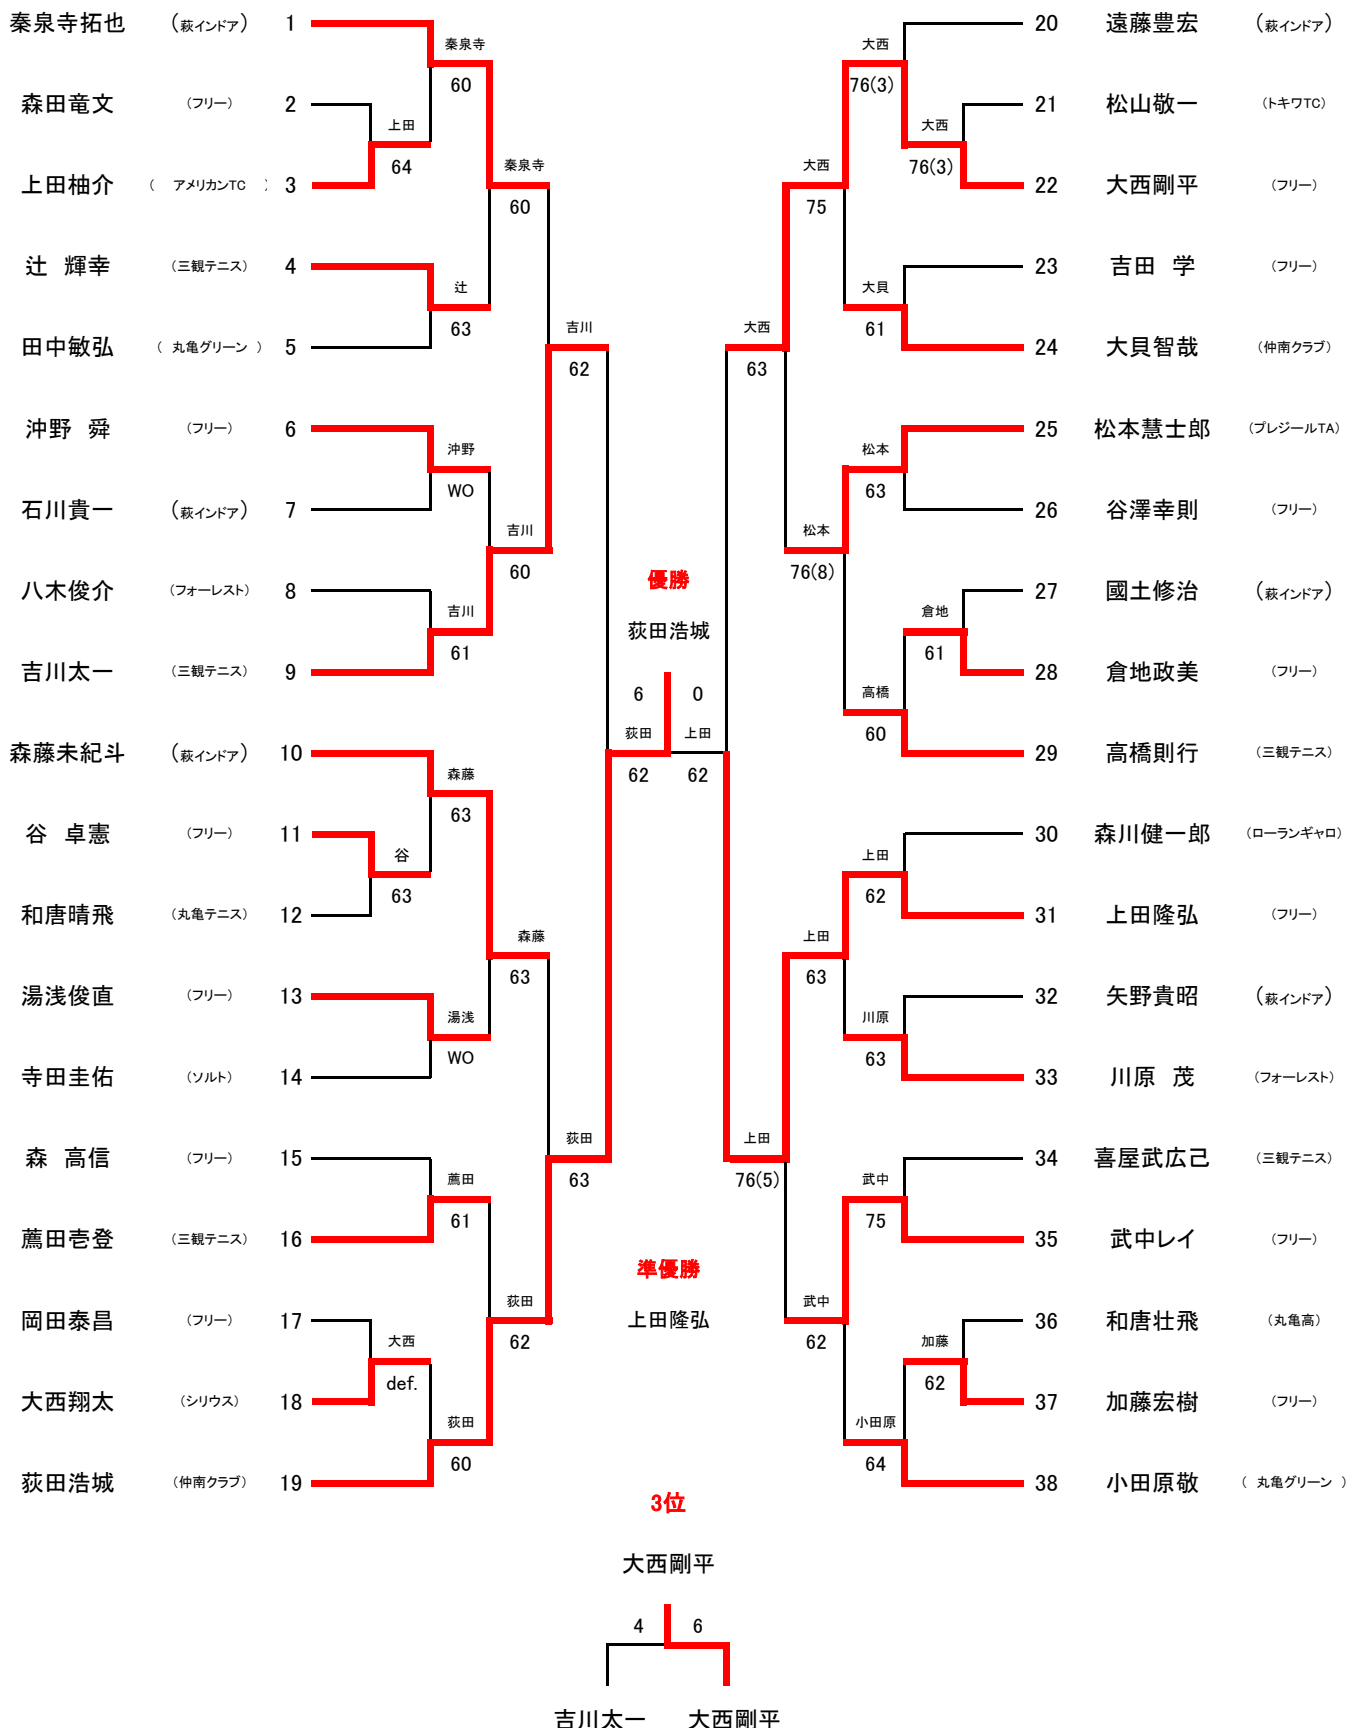 秦泉寺拓也 (萩インドア) 1
秦泉寺
60
森田竜文 (フリー) 2
上田
64
上田柚介 ( アメリカンTC ) 3
秦泉寺
60
辻 輝幸 (三観テニス) 4
辻
63
田中敏弘 ( 丸亀グリーン ) 5
吉川
62
沖野 舜 (フリー) 6
沖野
WO
石川貴一 (萩インドア) 7
吉川
60
八木俊介 (フォーレスト) 8
吉川
61
吉川太一 (三観テニス) 9
森藤未紀斗 (萩インドア) 10
森藤
63
谷 卓憲 (フリー) 11
谷
63
和唐晴飛 (丸亀テニス) 12
森藤
63
湯浅俊直 (フリー) 13
湯浅
WO
寺田圭佑 (ソルト) 14
荻田
63
森 高信 (フリー) 15
薦田
61
薦田壱登 (三観テニス) 16
荻田
62
岡田泰昌 (フリー) 17
大西
def.
大西翔太 (シリウス) 18
荻田
60
荻田浩城 (仲南クラブ) 19
優勝
荻田浩城
6 0
荻田 上田
62 62
準優勝
上田隆弘
3位
大西剛平
4 6
吉川太一 大西剛平
20 遠藤豊宏 (萩インドア)
大西
76(3)
21 松山敬一 (トキワTC)
大西
76(3)
22 大西剛平 (フリー)
大西
75
23 吉田 学 (フリー)
大貝
61
24 大貝智哉 (仲南クラブ)
大西
63
25 松本慧士郎 (プレジールTA)
松本
63
26 谷澤幸則 (フリー)
松本
76(8)
27 國土修治 (萩インドア)
倉地
61
28 倉地政美 (フリー)
高橋
60
29 高橋則行 (三観テニス)
30 森川健一郎 (ローランギャロ)
上田
62
31 上田隆弘 (フリー)
上田
63
32 矢野貴昭 (萩インドア)
川原
63
33 川原 茂 (フォーレスト)
上田
76(5)
34 喜屋武広己 (三観テニス)
武中
75
35 武中レイ (フリー)
武中
62
36 和唐壮飛 (丸亀高)
加藤
62
37 加藤宏樹 (フリー)
小田原
64
38 小田原敬 ( 丸亀グリーン )